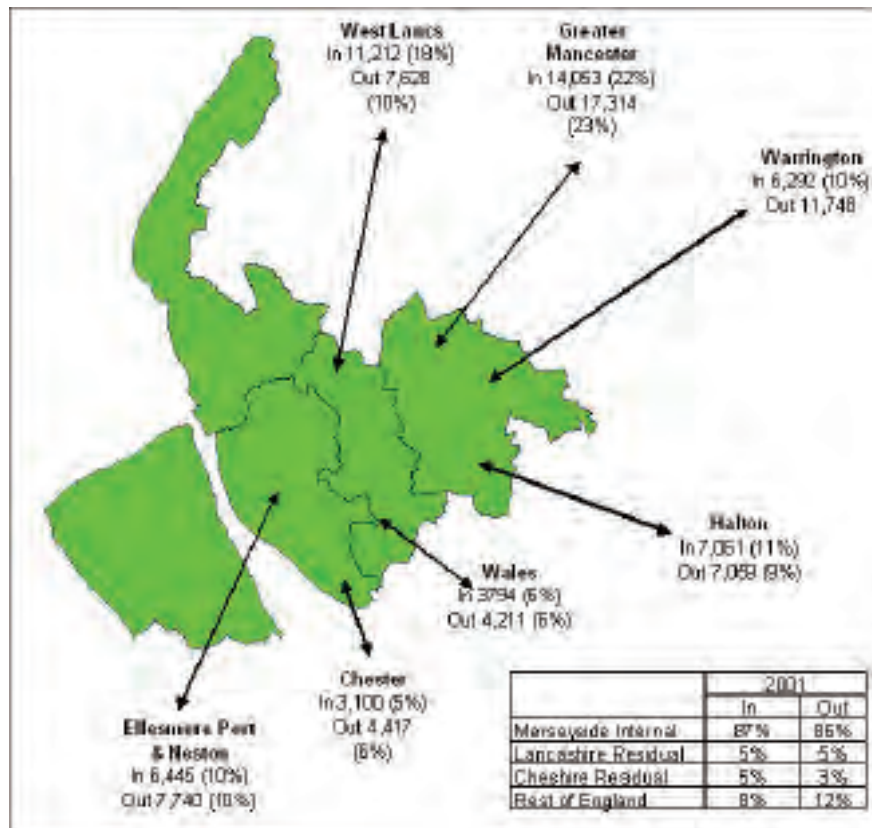 West Lancs
In 11,212 (18%)
Out 7,628
(10%)
Greater
Mancester
In 14,053 (22%)
Out 17,314
(23%)
Warrington
In 6,292 (10%)
Out 11,748
Halton
In 7,051 (11%)
Out 7,069 (9%)
Wales
In 3794 (6%)
Out 4,211 (6%)
Chester
In 3,100 (5%)
Out 4,417
(6%)
Ellesmere Port
& Neston
In 6,445 (10%)
Out 7,740 (10%)
2001
In Out
Merseyside Internal 87% 86%
Lancashire Residual 5% 5%
Cheshire Residual 5% 3%
Rest of England 8% 12%